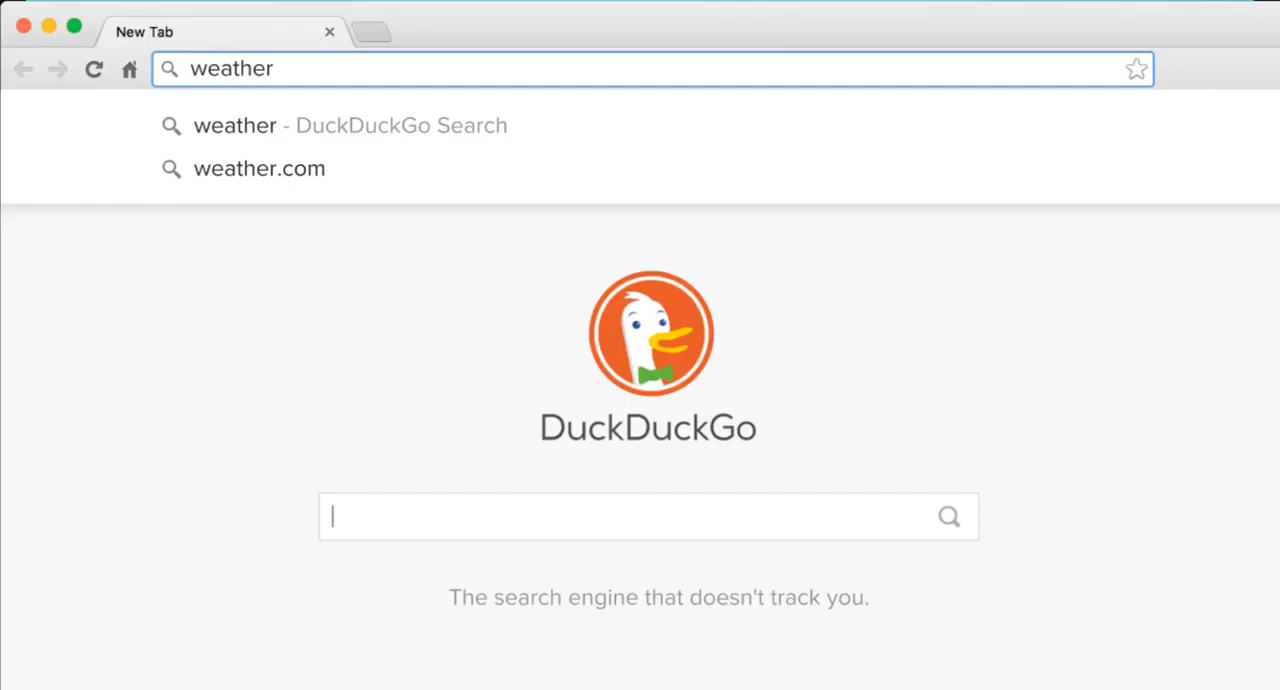 New Tab
weather
weather - DuckDuckGo Search
weather.com
DuckDuckGo
The search engine that doesn't track you.